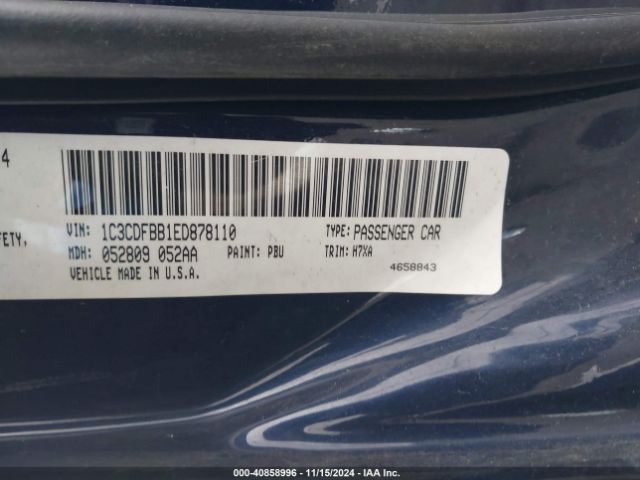 4
FETY,
VIN: 1C3CDFBB1ED878110 TYPE: PASSENGER CAR
MDH: 052809 052AA PAINT: PBU TRIM: H7XA
VEHICLE MADE IN U.S.A. 4658843
000-40858996 - 11/15/2024 - IAA Inc.